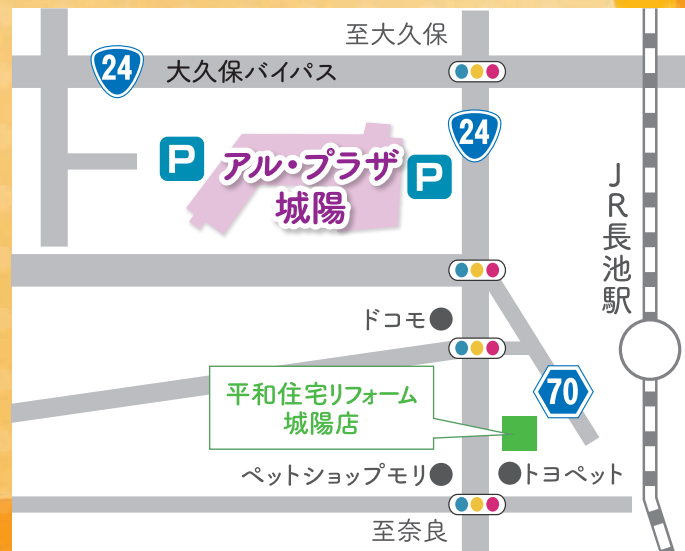 至大久保
24
大久保バイパス
24
P
アル・プラザ
城陽
P
JR長池駅
ドコモ
70
平和住宅リフォーム
城陽店
ペットショップモリ
トヨペット
至奈良